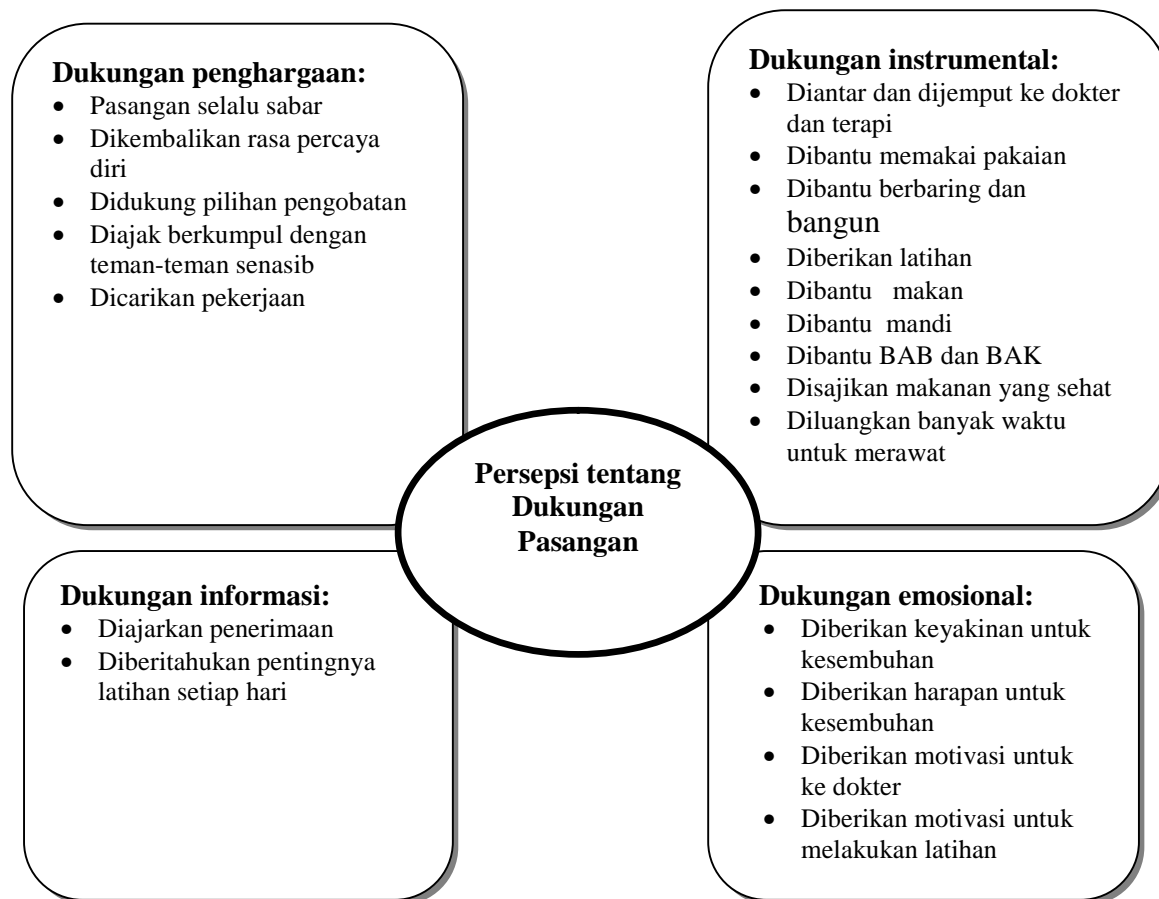 Dukungan penghargaan:
• Pasangan selalu sabar
• Dikembalikan rasa percaya
diri
• Didukung pilihan pengobatan
• Diajak berkumpul dengan
teman-teman senasib
• Dicarikan pekerjaan
Dukungan instrumental:
• Diantar dan dijemput ke dokter
dan terapi
• Dibantu memakai pakaian
• Dibantu berbaring dan
bangun
• Diberikan latihan
• Dibantu makan
• Dibantu mandi
• Dibantu BAB dan BAK
• Disajikan makanan yang sehat
• Diluangkan banyak waktu
untuk merawat
Persepsi tentang
Dukungan
Pasangan
Dukungan informasi:
• Diajarkan penerimaan
• Diberitahukan pentingnya
latihan setiap hari
Dukungan emosional:
• Diberikan keyakinan untuk
kesembuhan
• Diberikan harapan untuk
kesembuhan
• Diberikan motivasi untuk
ke dokter
• Diberikan motivasi untuk
melakukan latihan